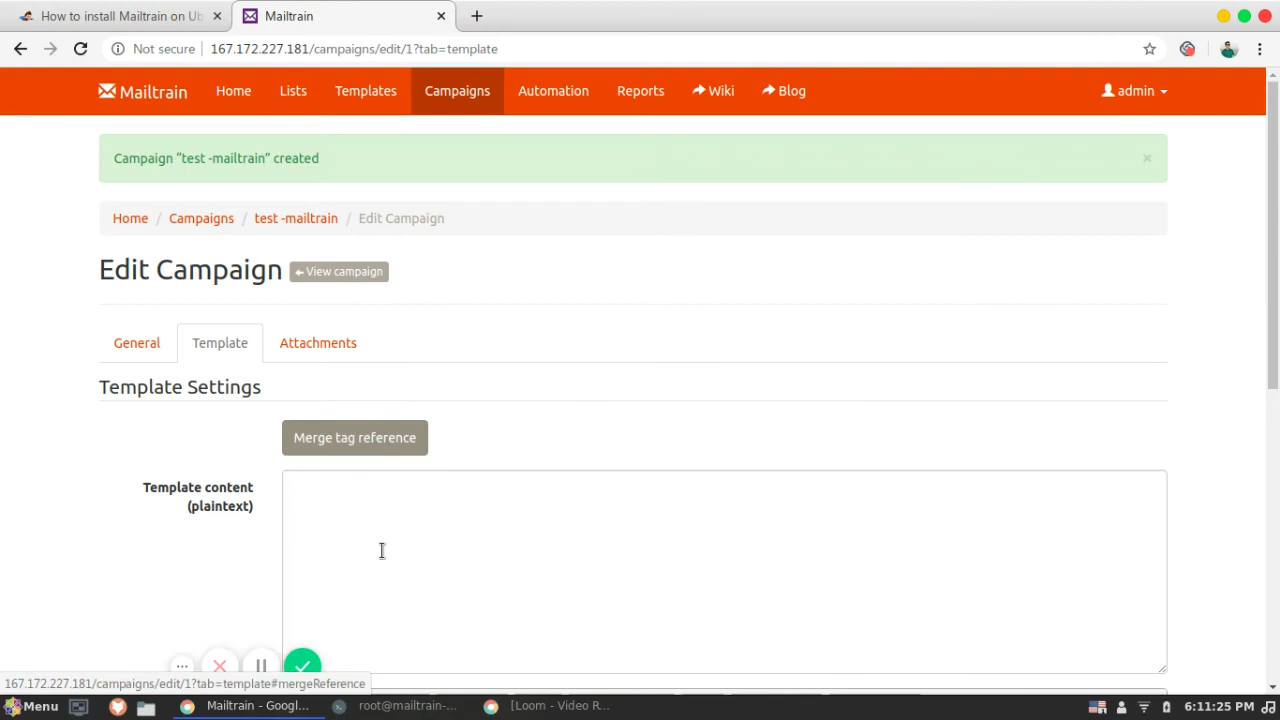 How to install Mailtrain on Ub
Mailtrain
Not secure
167.172.227.181/campaigns/edit/1?tab=template
Mailtrain
Home
Lists
Templates
Campaigns
Automation
Reports
Wiki
Blog
admin
Campaign “test -mailtrain” created
×
Home / Campaigns / test -mailtrain / Edit Campaign
Edit Campaign
View campaign
General
Template
Attachments
Template Settings
Merge tag reference
Template content
(plaintext)
167.172.227.181/campaigns/edit/1?tab=template#mergeReference
Menu
Mailtrain - Googl...
root@mailtrain-...
[Loom – Video R...
6:11:25 PM